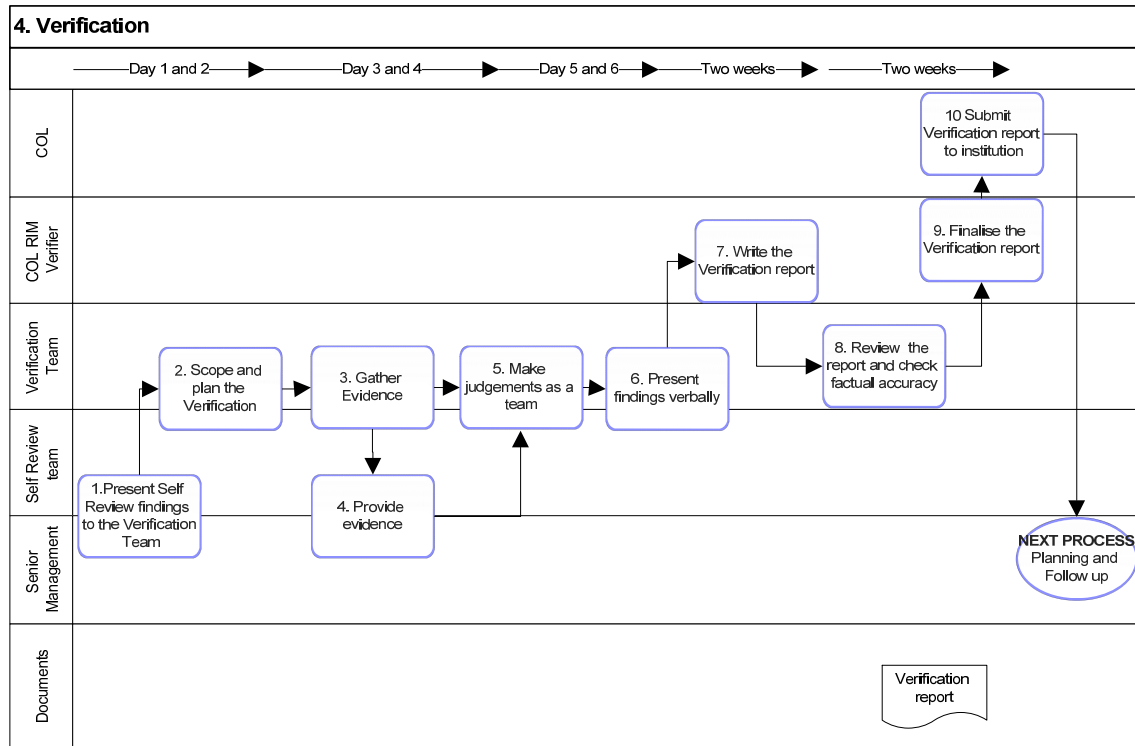 4. Verification
Day 1 and 2
Day 3 and 4
Day 5 and 6
Two weeks
Two weeks
COL
10 Submit
Verification report
to institution
COL RIM
Verifier
7. Write the
Verification report
9. Finalise the
Verification report
Verification
Team
2. Scope and
plan the
Verification
3. Gather
Evidence
5. Make
judgements as a
team
6. Present
findings verbally
8. Review the
report and check
factual accuracy
Self Review
team
1.Present Self
Review findings
to the Verification
Team
4. Provide
evidence
Senior
Management
NEXT PROCESS
Planning and
Follow up
Documents
Verification
report